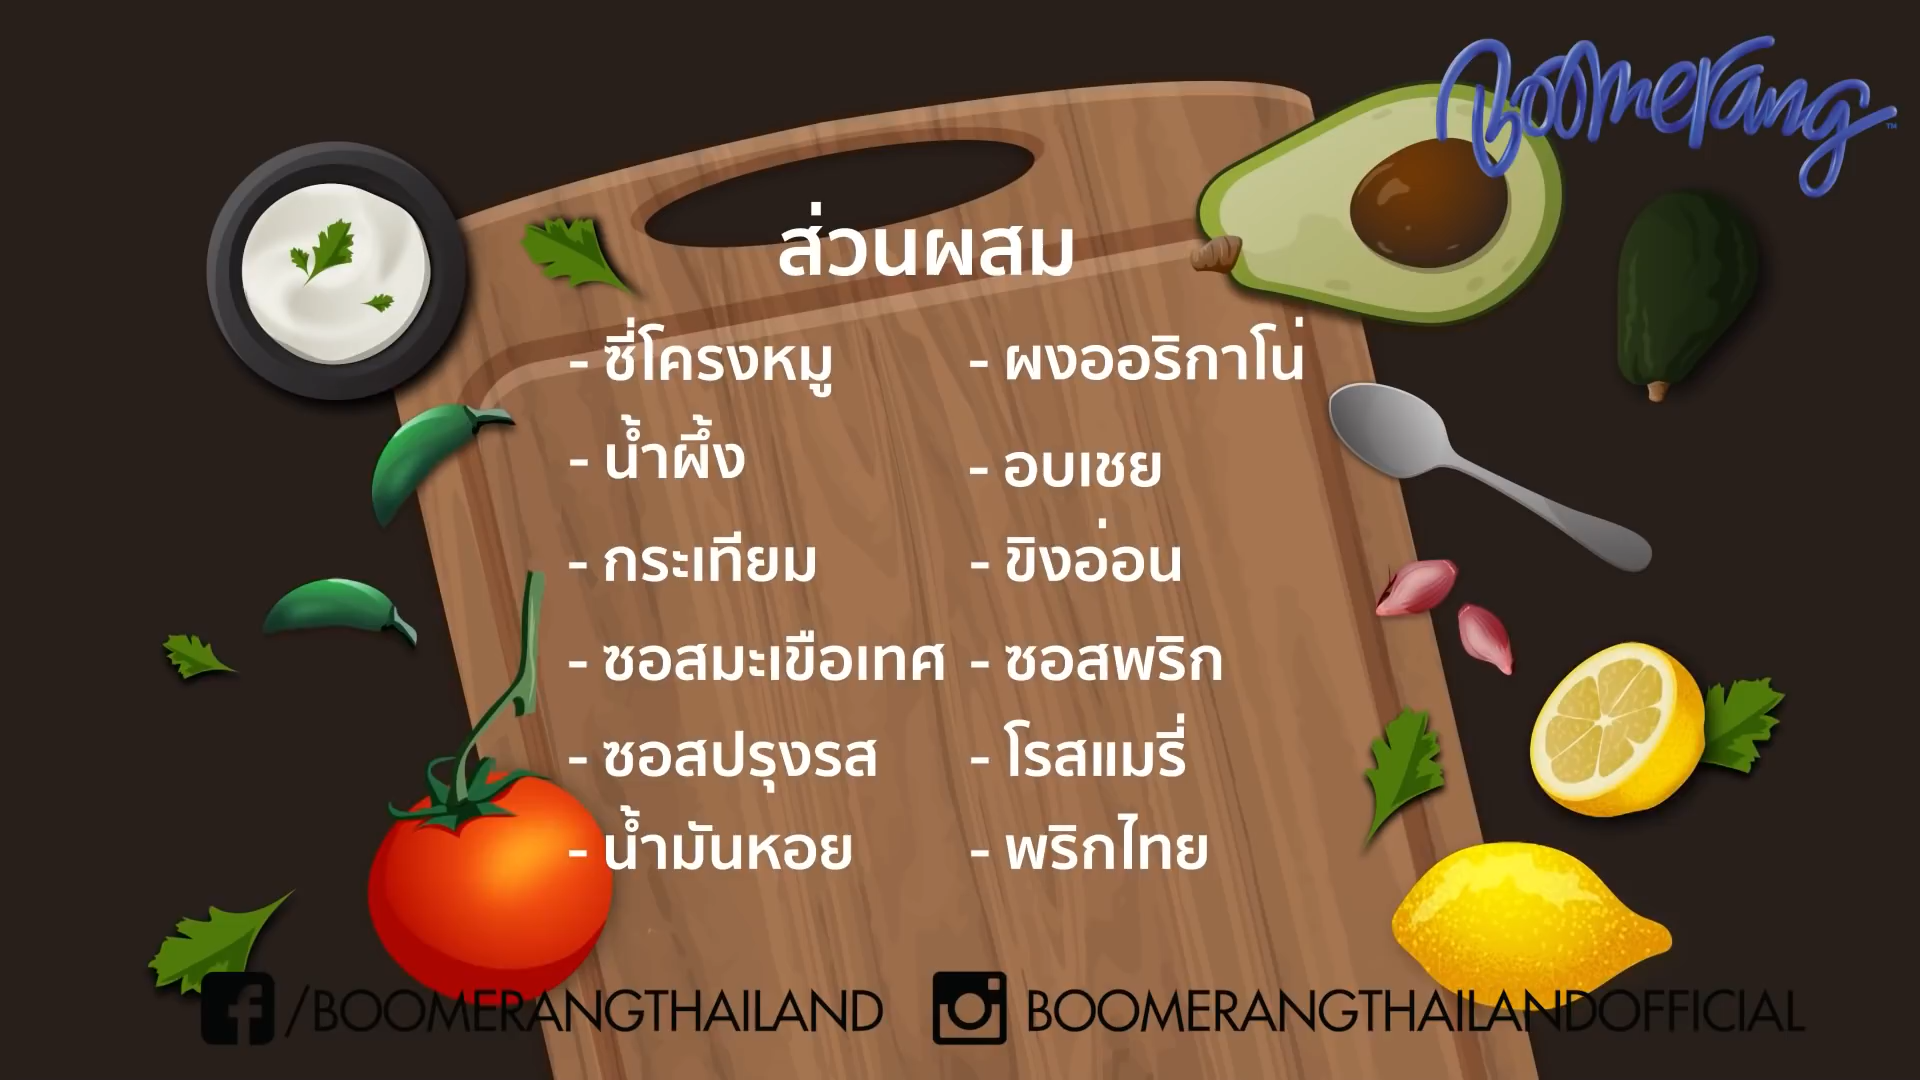 Boomerang™
ส่วนผสม
- ซี่โครงหมู
- น้ำผึ้ง
- กระเทียม
- ซอสมะเขือเทศ
- ซอสปรุงรส
- น้ำมันหอย
- ผงออริกาโน่
- อบเชย
- ขิงอ่อน
- ซอสพริก
- โรสแมรี่
- พริกไทย
/BOOMERANGTHAILAND
BOOMERANGTHAILANDOFFICIAL